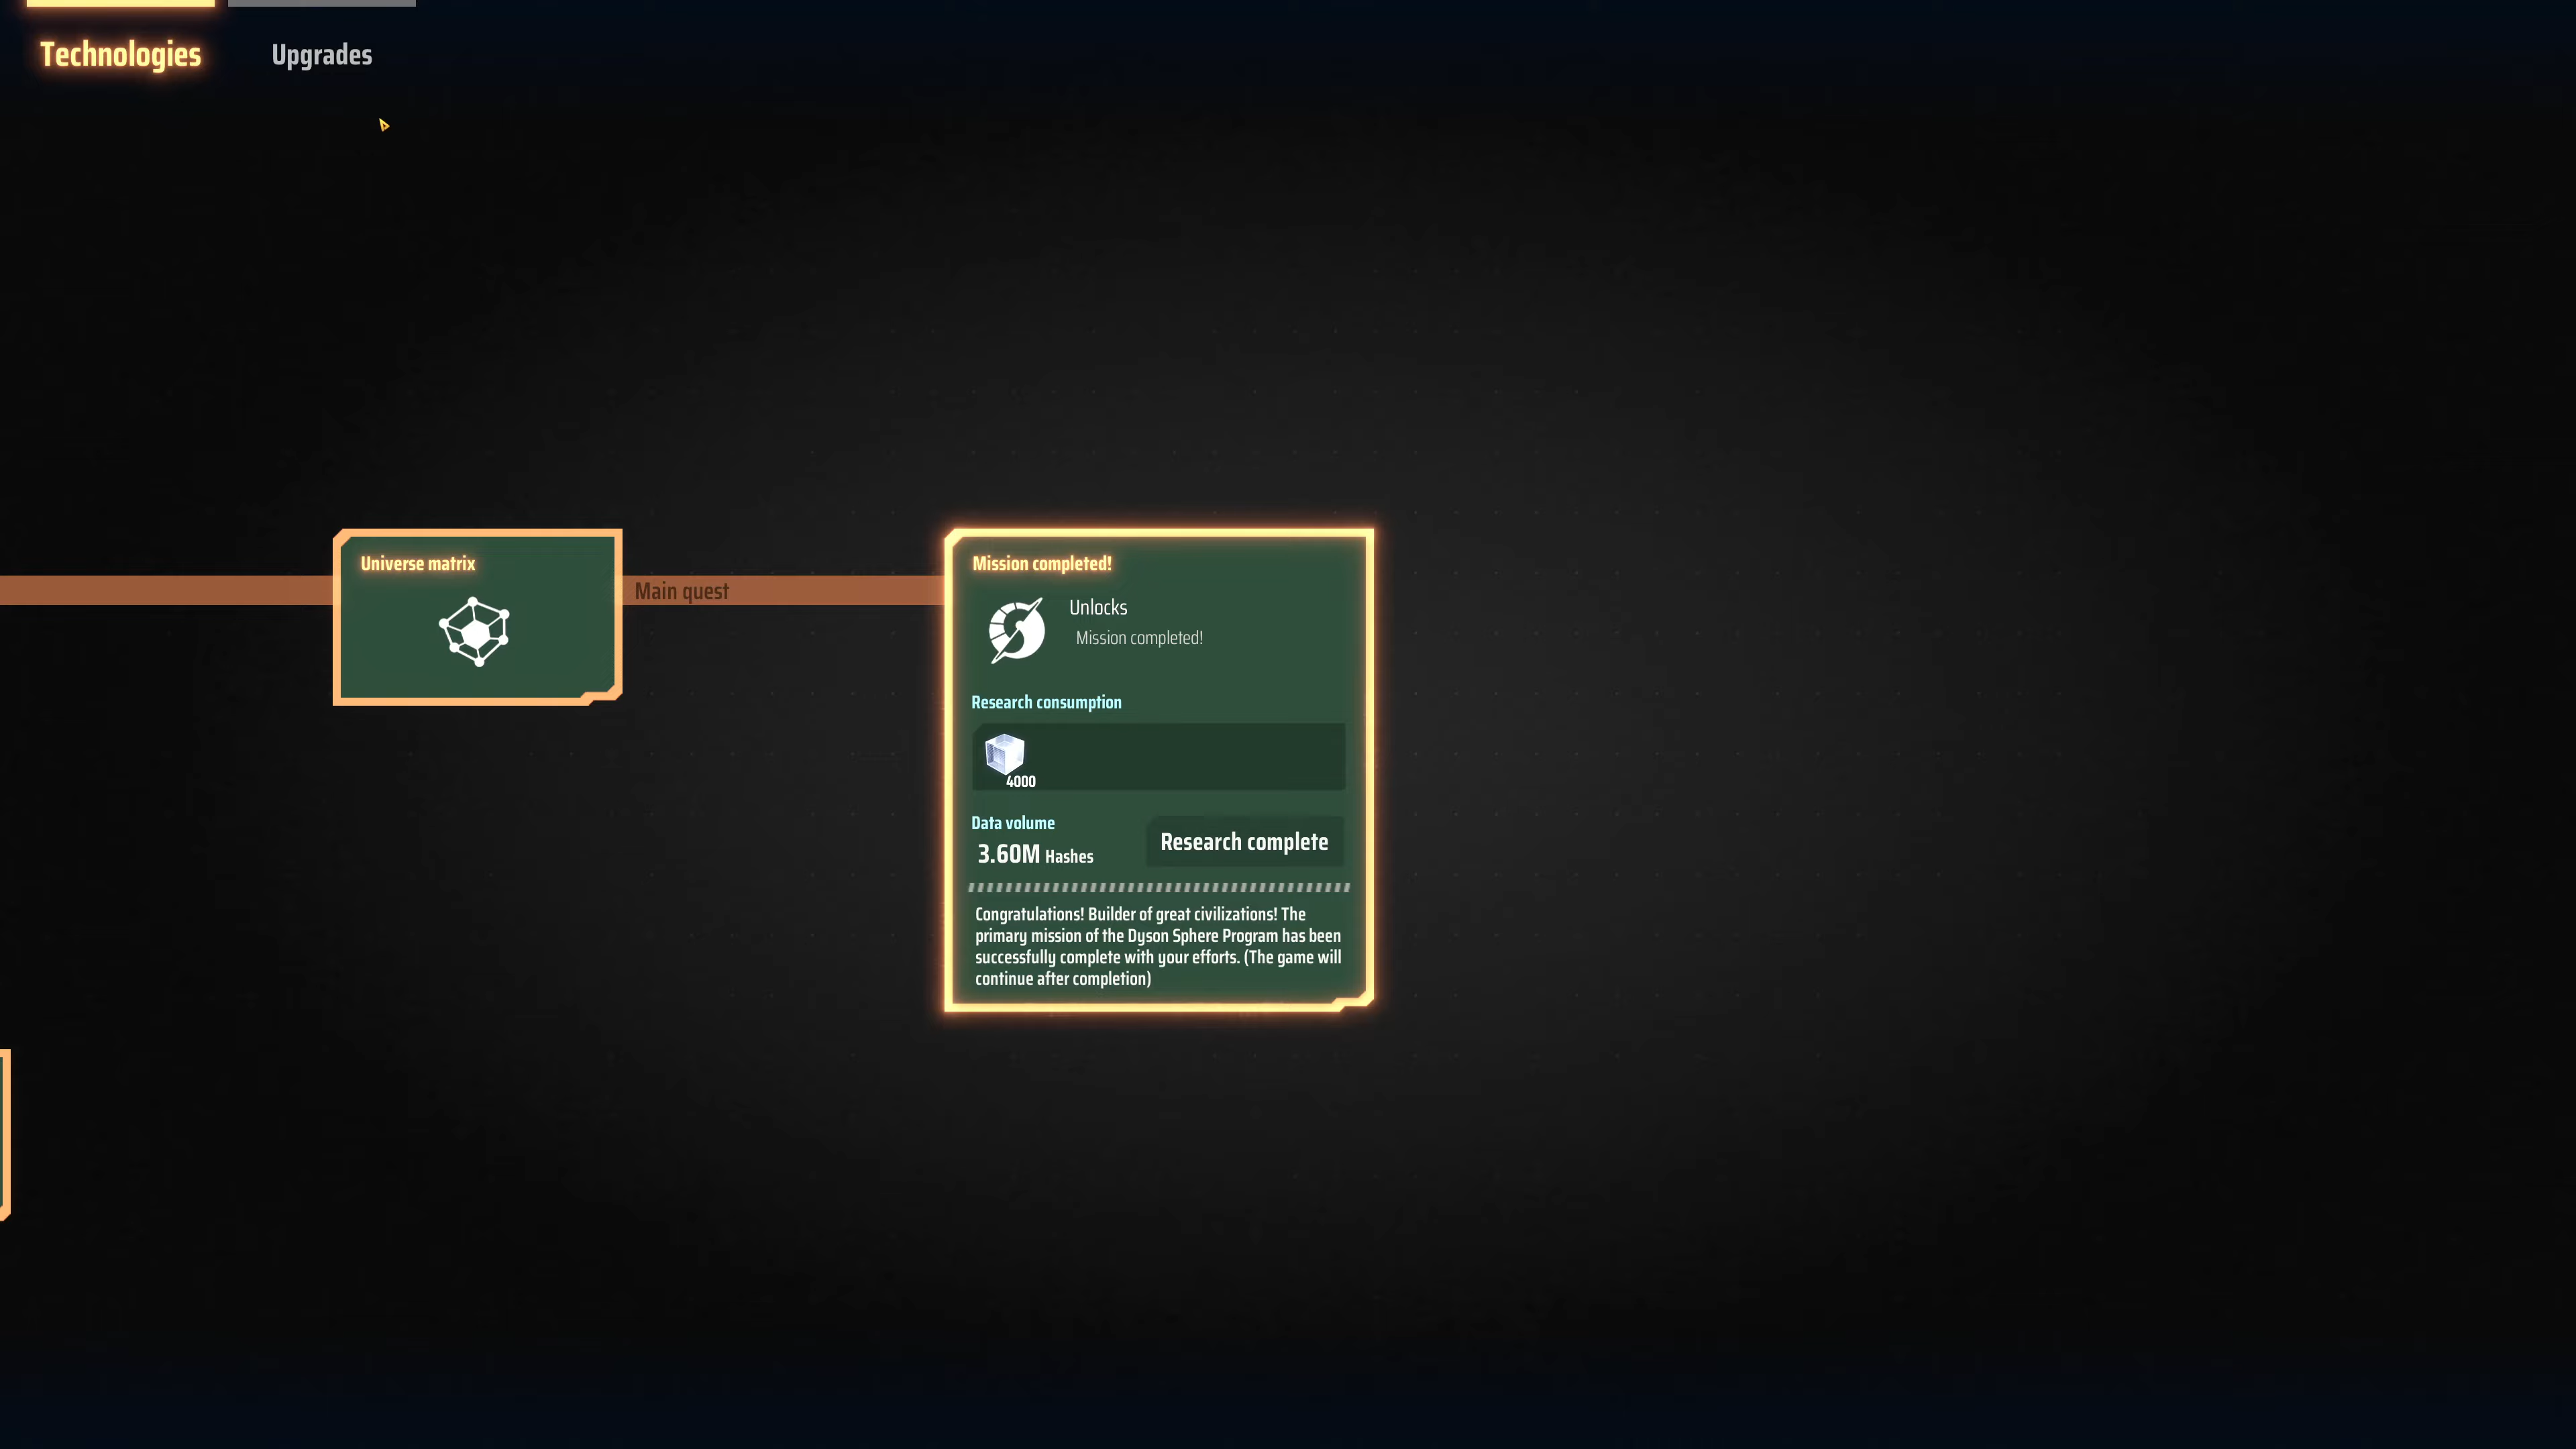 Technologies
Upgrades
Universe matrix
Main quest
Mission completed!
Unlocks
Mission completed!
Research consumption
4000
Data volume
3.60M Hashes
Research complete
Congratulations! Builder of great civilizations! The
primary mission of the Dyson Sphere Program has been
successfully complete with your efforts. (The game will
continue after completion)